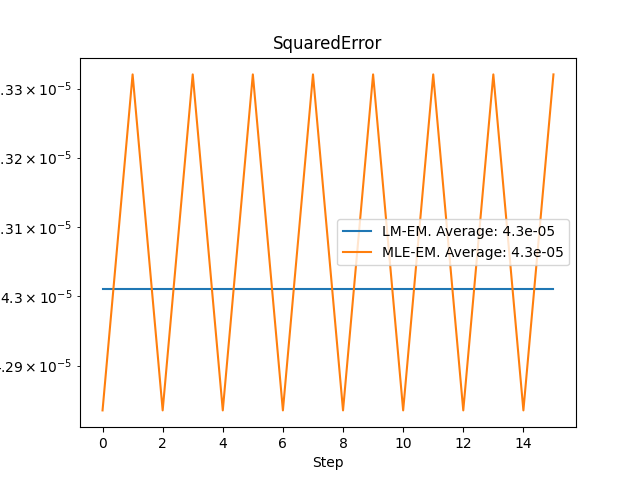 SquaredError
.33 × 10⁻⁵
.32 × 10⁻⁵
.31 × 10⁻⁵
4.3 × 10⁻⁵
4.29 × 10⁻⁵
LM-EM. Average: 4.3e-05
MLE-EM. Average: 4.3e-05
0 2 4 6 8 10 12 14
Step